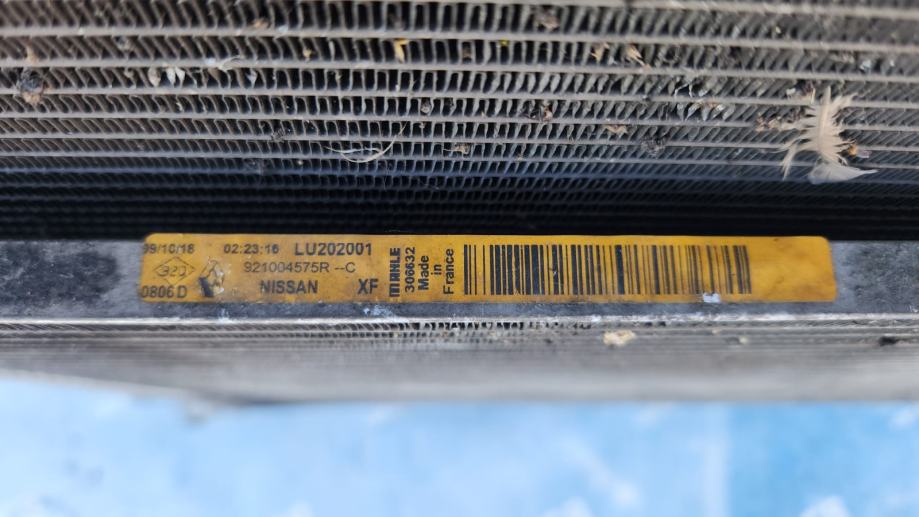 09/10/18 02:23:16 LU202001
921004575R --C
0806D NISSAN XF
MAHLE
306632
Made
in
France